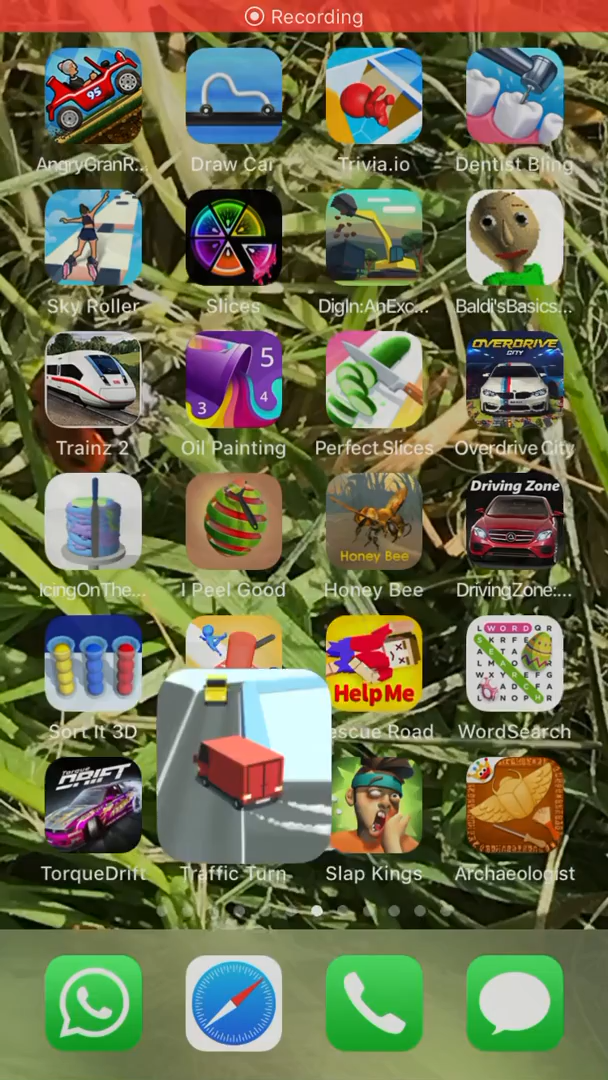 Recording
95
AngryGranR... Draw Car Trivia.io Dentist Bling
Sky Roller Slices DigIn:AnExc... Baldi'sBasics...
5
4
3
OVERDRIVE
CITY
Trainz 2 Oil Painting Perfect Slices Overdrive City
Honey Bee
Driving Zone
IcingOnThe... I Peel Good Honey Bee DrivingZone:...
Help Me
WORD
SEARCH
Sort It 3D escue Road WordSearch
Torque
DRIFT
TorqueDrift Traffic Turn Slap Kings Archaeologist